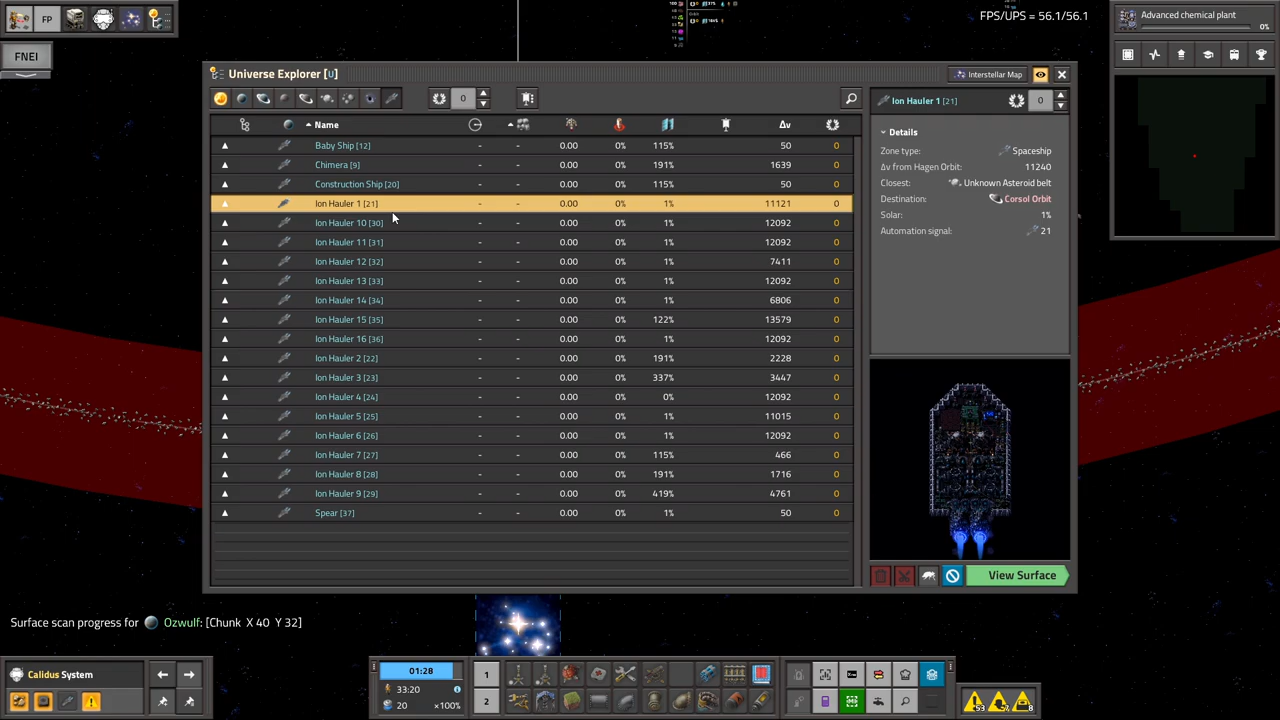 FP
FPS/UPS = 56.1/56.1
Advanced chemical plant
0%
FNEI
Universe Explorer [U]
Interstellar Map
0
Name
Δv
Baby Ship [12] - - 0.00 0% 115% 50 0
Chimera [9] - - 0.00 0% 191% 1639 0
Construction Ship [20] - - 0.00 0% 115% 50 0
Ion Hauler 1 [21] - - 0.00 0% 1% 11121 0
Ion Hauler 10 [30] - - 0.00 0% 1% 12092 0
Ion Hauler 11 [31] - - 0.00 0% 1% 12092 0
Ion Hauler 12 [32] - - 0.00 0% 1% 7411 0
Ion Hauler 13 [33] - - 0.00 0% 1% 12092 0
Ion Hauler 14 [34] - - 0.00 0% 1% 6806 0
Ion Hauler 15 [35] - - 0.00 0% 122% 13579 0
Ion Hauler 16 [36] - - 0.00 0% 1% 12092 0
Ion Hauler 2 [22] - - 0.00 0% 191% 2228 0
Ion Hauler 3 [23] - - 0.00 0% 337% 3447 0
Ion Hauler 4 [24] - - 0.00 0% 0% 12092 0
Ion Hauler 5 [25] - - 0.00 0% 1% 11015 0
Ion Hauler 6 [26] - - 0.00 0% 1% 12092 0
Ion Hauler 7 [27] - - 0.00 0% 115% 466 0
Ion Hauler 8 [28] - - 0.00 0% 191% 1716 0
Ion Hauler 9 [29] - - 0.00 0% 419% 4761 0
Spear [37] - - 0.00 0% 1% 50 0
Ion Hauler 1 [21] 0
Details
Zone type: Spaceship
Δv from Hagen Orbit: 11240
Closest: Unknown Asteroid belt
Destination: Corsol Orbit
Solar: 1%
Automation signal: 21
View Surface
Surface scan progress for Ozwulf: [Chunk X 40 Y 32]
Calidus System
01:28
33:20
20 ×100%
1
2